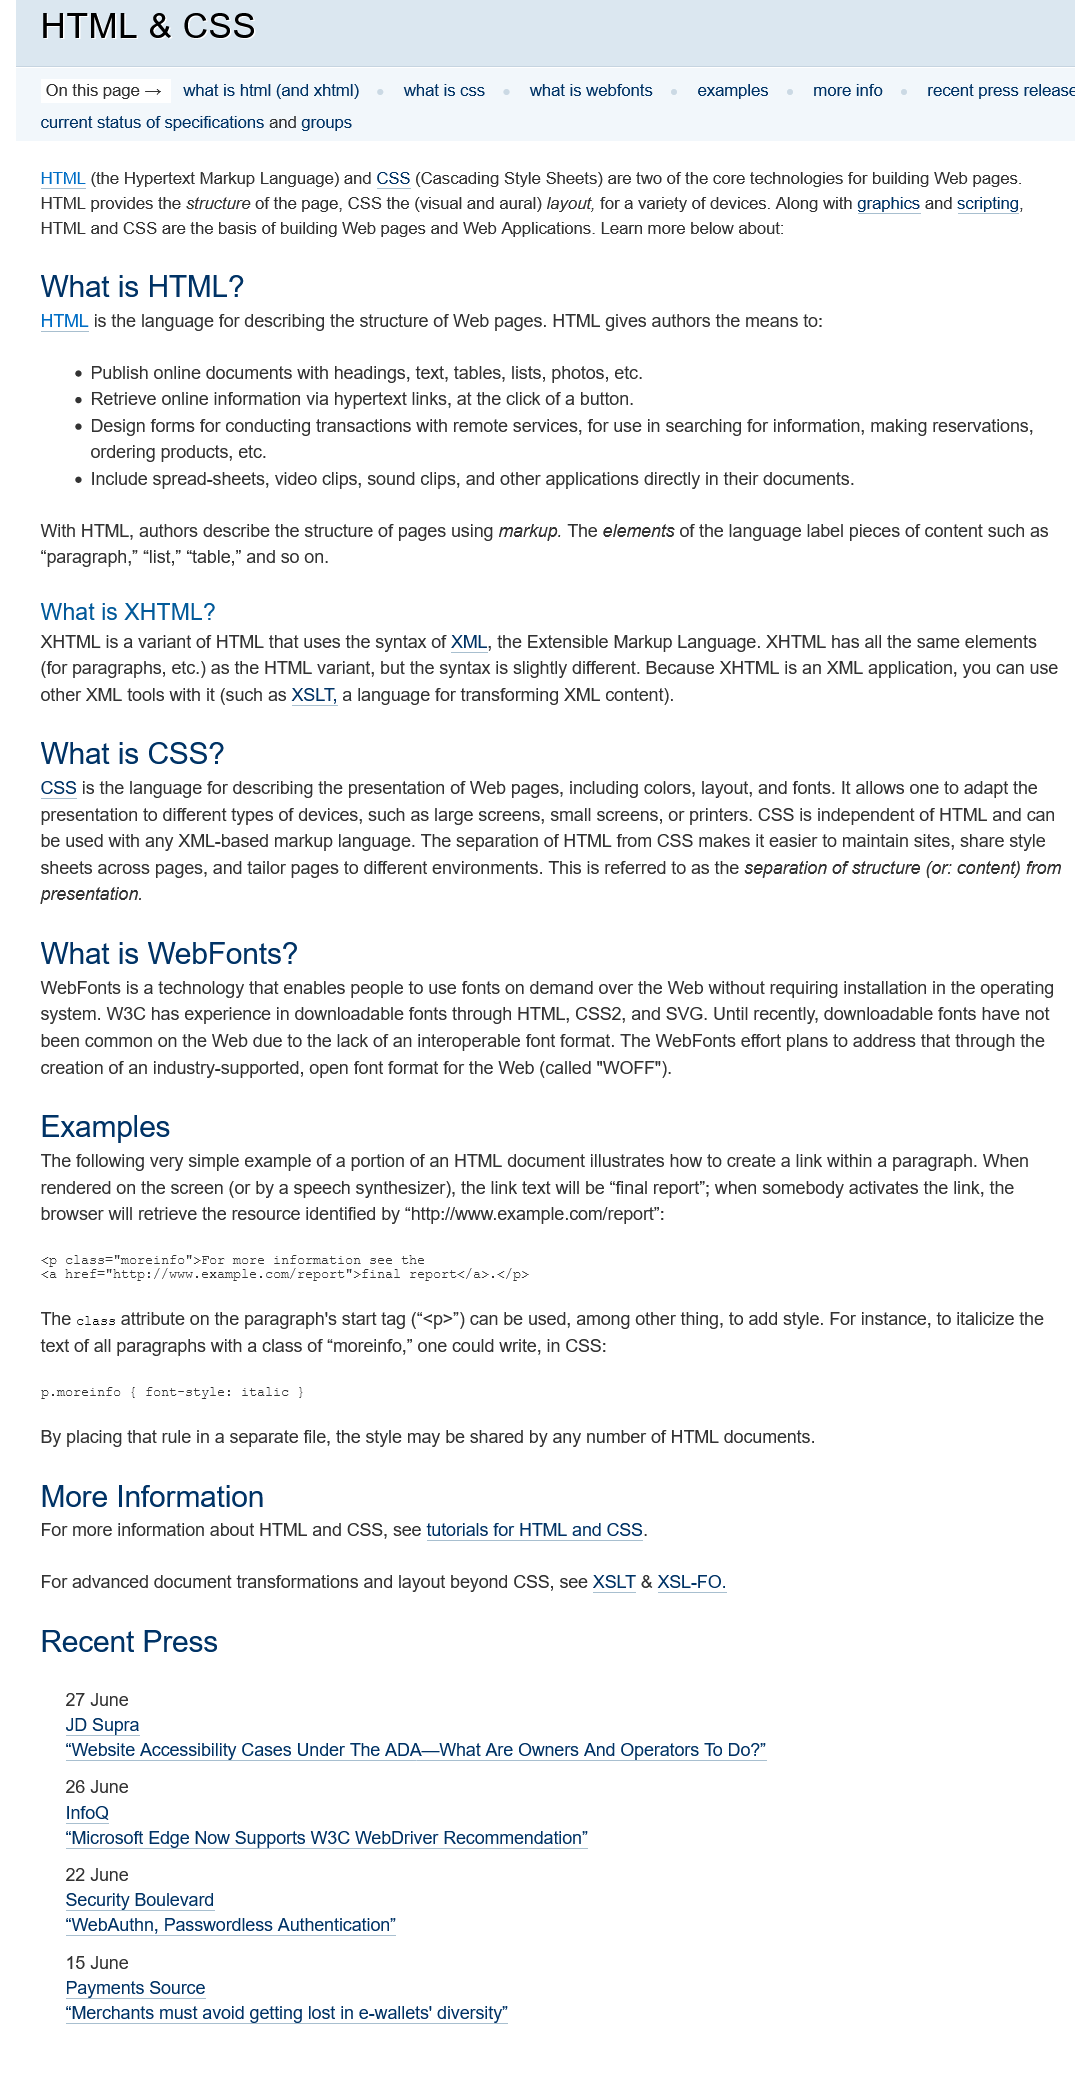 HTML & CSS
On this page → what is html (and xhtml) • what is css • what is webfonts • examples • more info • recent press release
current status of specifications and groups
HTML (the Hypertext Markup Language) and CSS (Cascading Style Sheets) are two of the core technologies for building Web pages.
HTML provides the structure of the page, CSS the (visual and aural) layout, for a variety of devices. Along with graphics and scripting,
HTML and CSS are the basis of building Web pages and Web Applications. Learn more below about:
What is HTML?
HTML is the language for describing the structure of Web pages. HTML gives authors the means to:
• Publish online documents with headings, text, tables, lists, photos, etc.
• Retrieve online information via hypertext links, at the click of a button.
• Design forms for conducting transactions with remote services, for use in searching for information, making reservations,
ordering products, etc.
• Include spread-sheets, video clips, sound clips, and other applications directly in their documents.
With HTML, authors describe the structure of pages using markup. The elements of the language label pieces of content such as
“paragraph,” “list,” “table,” and so on.
What is XHTML?
XHTML is a variant of HTML that uses the syntax of XML, the Extensible Markup Language. XHTML has all the same elements
(for paragraphs, etc.) as the HTML variant, but the syntax is slightly different. Because XHTML is an XML application, you can use
other XML tools with it (such as XSLT, a language for transforming XML content).
What is CSS?
CSS is the language for describing the presentation of Web pages, including colors, layout, and fonts. It allows one to adapt the
presentation to different types of devices, such as large screens, small screens, or printers. CSS is independent of HTML and can
be used with any XML-based markup language. The separation of HTML from CSS makes it easier to maintain sites, share style
sheets across pages, and tailor pages to different environments. This is referred to as the separation of structure (or: content) from
presentation.
What is WebFonts?
WebFonts is a technology that enables people to use fonts on demand over the Web without requiring installation in the operating
system. W3C has experience in downloadable fonts through HTML, CSS2, and SVG. Until recently, downloadable fonts have not
been common on the Web due to the lack of an interoperable font format. The WebFonts effort plans to address that through the
creation of an industry-supported, open font format for the Web (called "WOFF").
Examples
The following very simple example of a portion of an HTML document illustrates how to create a link within a paragraph. When
rendered on the screen (or by a speech synthesizer), the link text will be “final report”; when somebody activates the link, the
browser will retrieve the resource identified by “http://www.example.com/report”:
<p class="moreinfo">For more information see the
<a href="http://www.example.com/report">final report</a>.</p>
The class attribute on the paragraph's start tag (“<p>”) can be used, among other thing, to add style. For instance, to italicize the
text of all paragraphs with a class of “moreinfo,” one could write, in CSS:
p.moreinfo { font-style: italic }
By placing that rule in a separate file, the style may be shared by any number of HTML documents.
More Information
For more information about HTML and CSS, see tutorials for HTML and CSS.
For advanced document transformations and layout beyond CSS, see XSLT & XSL-FO.
Recent Press
27 June
JD Supra
“Website Accessibility Cases Under The ADA—What Are Owners And Operators To Do?”
26 June
InfoQ
“Microsoft Edge Now Supports W3C WebDriver Recommendation”
22 June
Security Boulevard
“WebAuthn, Passwordless Authentication”
15 June
Payments Source
“Merchants must avoid getting lost in e-wallets' diversity”